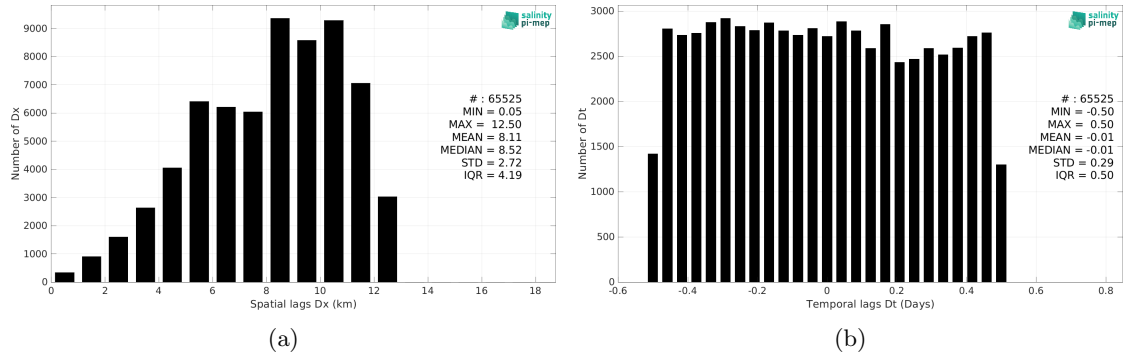 salinity
pi-mep
9000
8000
7000
6000
5000
4000
3000
2000
1000
0
Number of Dx
# : 65525
MIN = 0.05
MAX = 12.50
MEAN = 8.11
MEDIAN = 8.52
STD = 2.72
IQR = 4.19
0 2 4 6 8 10 12 14 16 18
Spatial lags Dx (km)
(a)
salinity
pi-mep
3000
2500
2000
1500
1000
500
0
Number of Dt
# : 65525
MIN = -0.50
MAX = 0.50
MEAN = -0.01
MEDIAN = -0.01
STD = 0.29
IQR = 0.50
-0.6 -0.4 -0.2 0 0.2 0.4 0.6 0.8
Temporal lags Dt (Days)
(b)